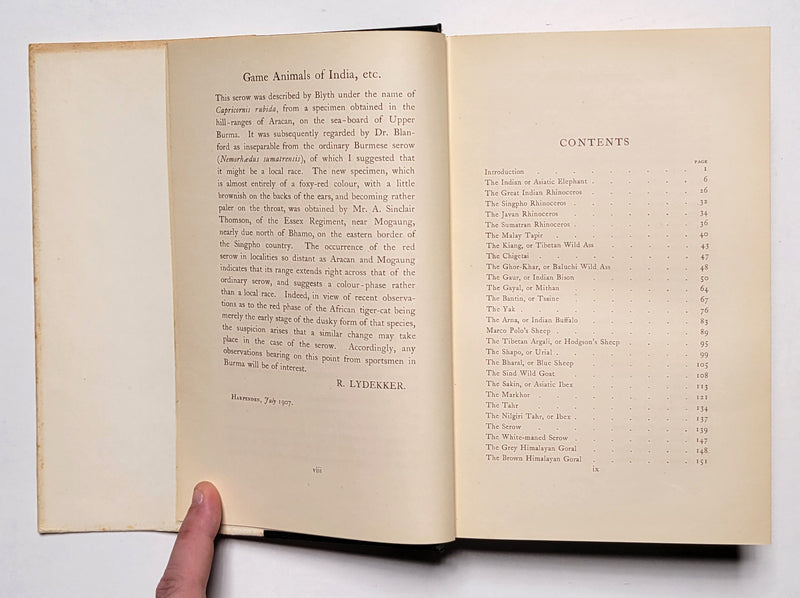 Game Animals of India, etc.
This serow was described by Blyth under the name of
Capricornis rubida, from a specimen obtained in the
hill-ranges of Aracan, on the sea-board of Upper
Burma. It was subsequently regarded by Dr. Blan-
ford as inseparable from the ordinary Burmese serow
(Nemorhædus sumatrensis), of which I suggested that
it might be a local race. The new specimen, which
is almost entirely of a foxy-red colour, with a little
brownish on the backs of the ears, and becoming rather
paler on the throat, was obtained by Mr. A. Sinclair
Thomson, of the Essex Regiment, near Mogaung,
nearly due north of Bhamo, on the eastern border of
the Singpho country. The occurrence of the red
serow in localities so distant as Aracan and Mogaung
indicates that its range extends right across that of the
ordinary serow, and suggests a colour-phase rather
than a local race. Indeed, in view of recent observa-
tions as to the red phase of the African tiger-cat being
merely the early stage of the dusky form of that species,
the suspicion arises that a similar change may take
place in the case of the serow. Accordingly, any
observations bearing on this point from sportsmen in
Burma will be of interest.
R. LYDEKKER.
Harpenden, July 1907.
viii
CONTENTS
PAGE
Introduction . . . . . . 1
The Indian or Asiatic Elephant . . . . . 6
The Great Indian Rhinoceros . . . . . 26
The Singpho Rhinoceros . . . . . 32
The Javan Rhinoceros . . . . . 34
The Sumatran Rhinoceros . . . . . 36
The Malay Tapir . . . . . 40
The Kiang, or Tibetan Wild Ass . . . . 43
The Chigetai . . . . . 47
The Ghor-Khar, or Baluchi Wild Ass . . . . 48
The Gaur, or Indian Bison . . . . . 50
The Gayal, or Mithan . . . . . 64
The Bantin, or Tsaine . . . . . 67
The Yak . . . . . . 76
The Arna, or Indian Buffalo . . . . . 83
Marco Polo's Sheep . . . . . 89
The Tibetan Argali, or Hodgson's Sheep . . . . 95
The Shapo, or Urial . . . . . 99
The Bharal, or Blue Sheep . . . . . 105
The Sind Wild Goat . . . . . 108
The Sakin, or Asiatic Ibex . . . . . 113
The Markhor . . . . . 121
The Tahr . . . . . 134
The Nilgiri Tahr, or Ibex . . . . . 137
The Serow . . . . . 139
The White-maned Serow . . . . . 147
The Grey Himalayan Goral . . . . . 148
The Brown Himalayan Goral . . . . . 151
ix